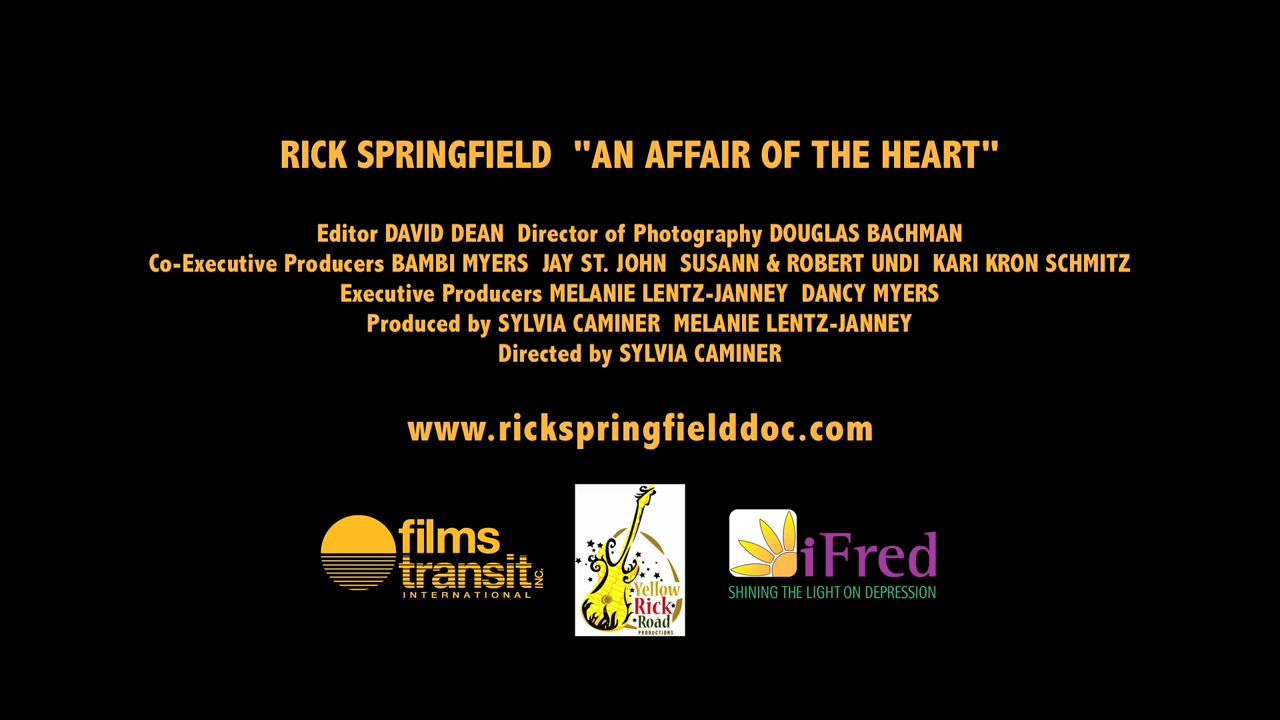 RICK SPRINGFIELD "AN AFFAIR OF THE HEART"
Editor DAVID DEAN Director of Photography DOUGLAS BACHMAN
Co-Executive Producers BAMBI MYERS JAY ST. JOHN SUSANN & ROBERT UNDI KARI KRON SCHMITZ
Executive Producers MELANIE LENTZ-JANNEY DANCY MYERS
Produced by SYLVIA CAMINER MELANIE LENTZ-JANNEY
Directed by SYLVIA CAMINER
www.rickspringfielddoc.com
films
transit INC.
INTERNATIONAL
Yellow
Rick
Road
PRODUCTIONS
iFred
SHINING THE LIGHT ON DEPRESSION